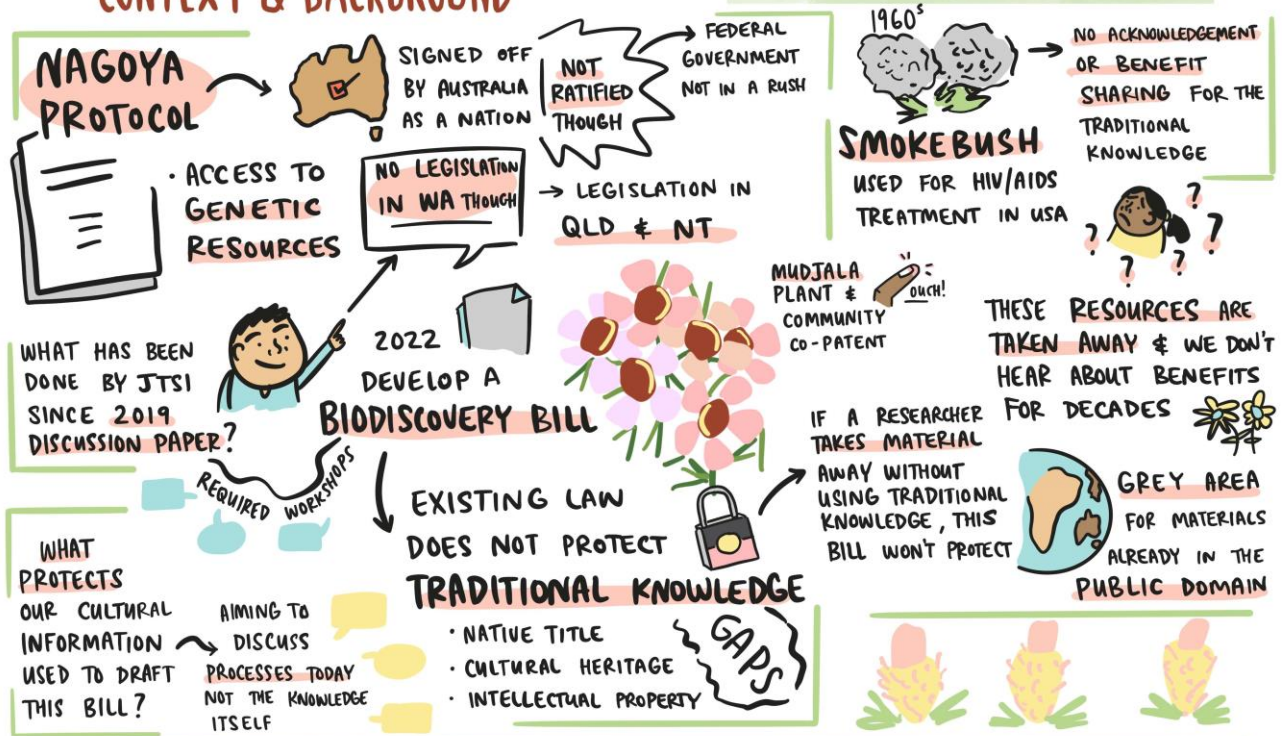 CONTEXT & BACKGROUND
NAGOYA
PROTOCOL
SIGNED OFF
BY AUSTRALIA
AS A NATION
NOT
RATIFIED
THOUGH
FEDERAL
GOVERNMENT
NOT IN A RUSH
• ACCESS TO
GENETIC
RESOURCES
NO LEGISLATION
IN WA THOUGH
LEGISLATION IN
QLD & NT
1960s
SMOKEBUSH
USED FOR HIV/AIDS
TREATMENT IN USA
NO ACKNOWLEDGEMENT
OR BENEFIT
SHARING FOR THE
TRADITIONAL
KNOWLEDGE
? ? ? ? ?
THESE RESOURCES ARE
TAKEN AWAY & WE DON'T
HEAR ABOUT BENEFITS
FOR DECADES
MUDJALA
PLANT &
COMMUNITY
CO-PATENT
OUCH!
WHAT HAS BEEN
DONE BY JTSI
SINCE 2019
DISCUSSION PAPER?
REQUIRED WORKSHOPS
2022
DEVELOP A
BIODISCOVERY BILL
EXISTING LAW
DOES NOT PROTECT
TRADITIONAL KNOWLEDGE
• NATIVE TITLE
• CULTURAL HERITAGE
• INTELLECTUAL PROPERTY
GAPS
IF A RESEARCHER
TAKES MATERIAL
AWAY WITHOUT
USING TRADITIONAL
KNOWLEDGE, THIS
BILL WON'T PROTECT
GREY AREA
FOR MATERIALS
ALREADY IN THE
PUBLIC DOMAIN
WHAT
PROTECTS
OUR CULTURAL
INFORMATION
USED TO DRAFT
THIS BILL?
AIMING TO
DISCUSS
PROCESSES TODAY
NOT THE KNOWLEDGE
ITSELF